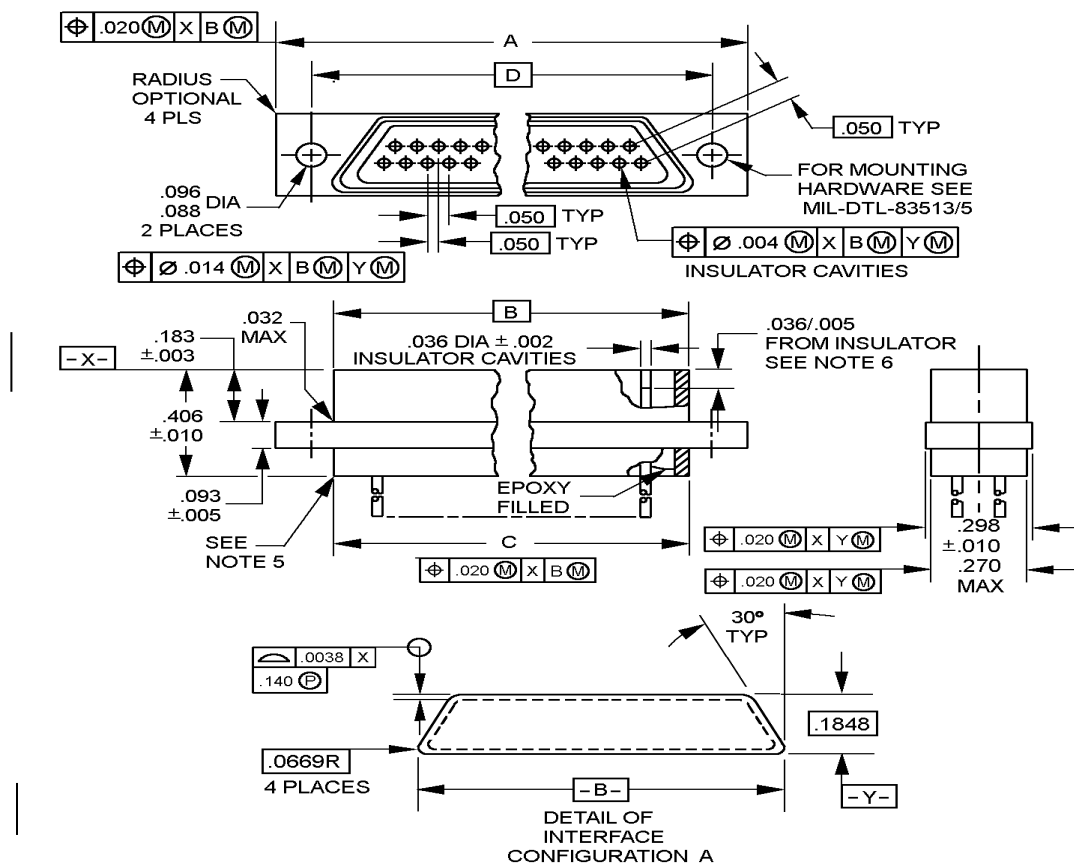 ⌖ .020 Ⓜ X B Ⓜ
A
D
RADIUS
OPTIONAL
4 PLS
.050 TYP
.096
.088 DIA
2 PLACES
FOR MOUNTING
HARDWARE SEE
MIL-DTL-83513/5
.050 TYP
.050 TYP
⌖ ⌀ .014 Ⓜ X B Ⓜ Y Ⓜ
⌖ ⌀ .004 Ⓜ X B Ⓜ Y Ⓜ
INSULATOR CAVITIES
B
.032
MAX
.183
±.003
-X-
.036 DIA ± .002
INSULATOR CAVITIES
.036/.005
FROM INSULATOR
SEE NOTE 6
.406
±.010
.093
±.005
EPOXY
FILLED
SEE
NOTE 5
C
⌖ .020 Ⓜ X B Ⓜ
⌖ .020 Ⓜ X Y Ⓜ
.298
±.010
⌖ .020 Ⓜ X Y Ⓜ
.270
MAX
30°
TYP
⌓ .0038 X
.140 Ⓟ
.1848
.0669R
4 PLACES
-B-
-Y-
DETAIL OF
INTERFACE
CONFIGURATION A